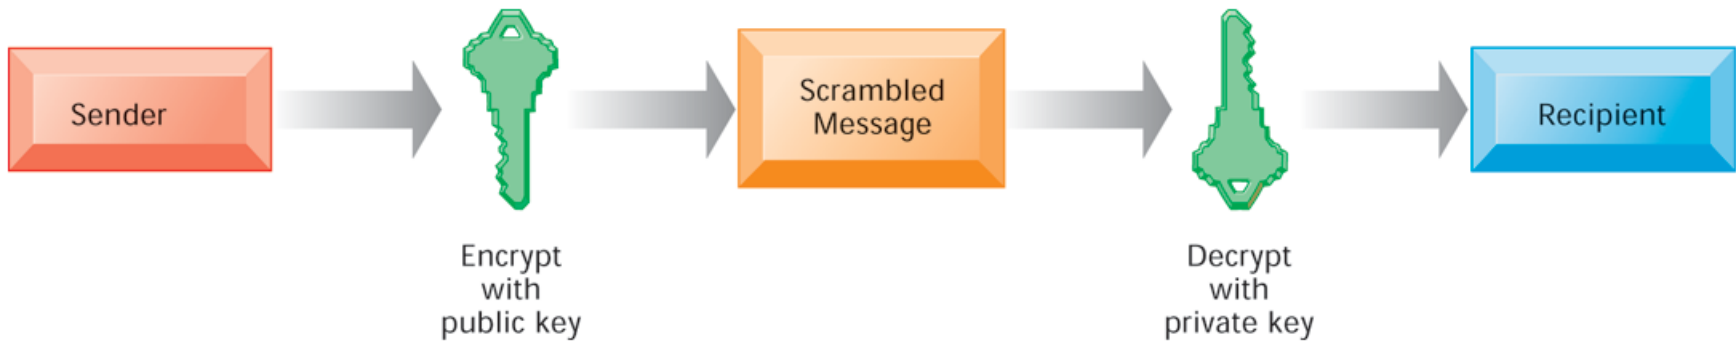 Sender
Encrypt
with
public key
Scrambled
Message
Decrypt
with
private key
Recipient